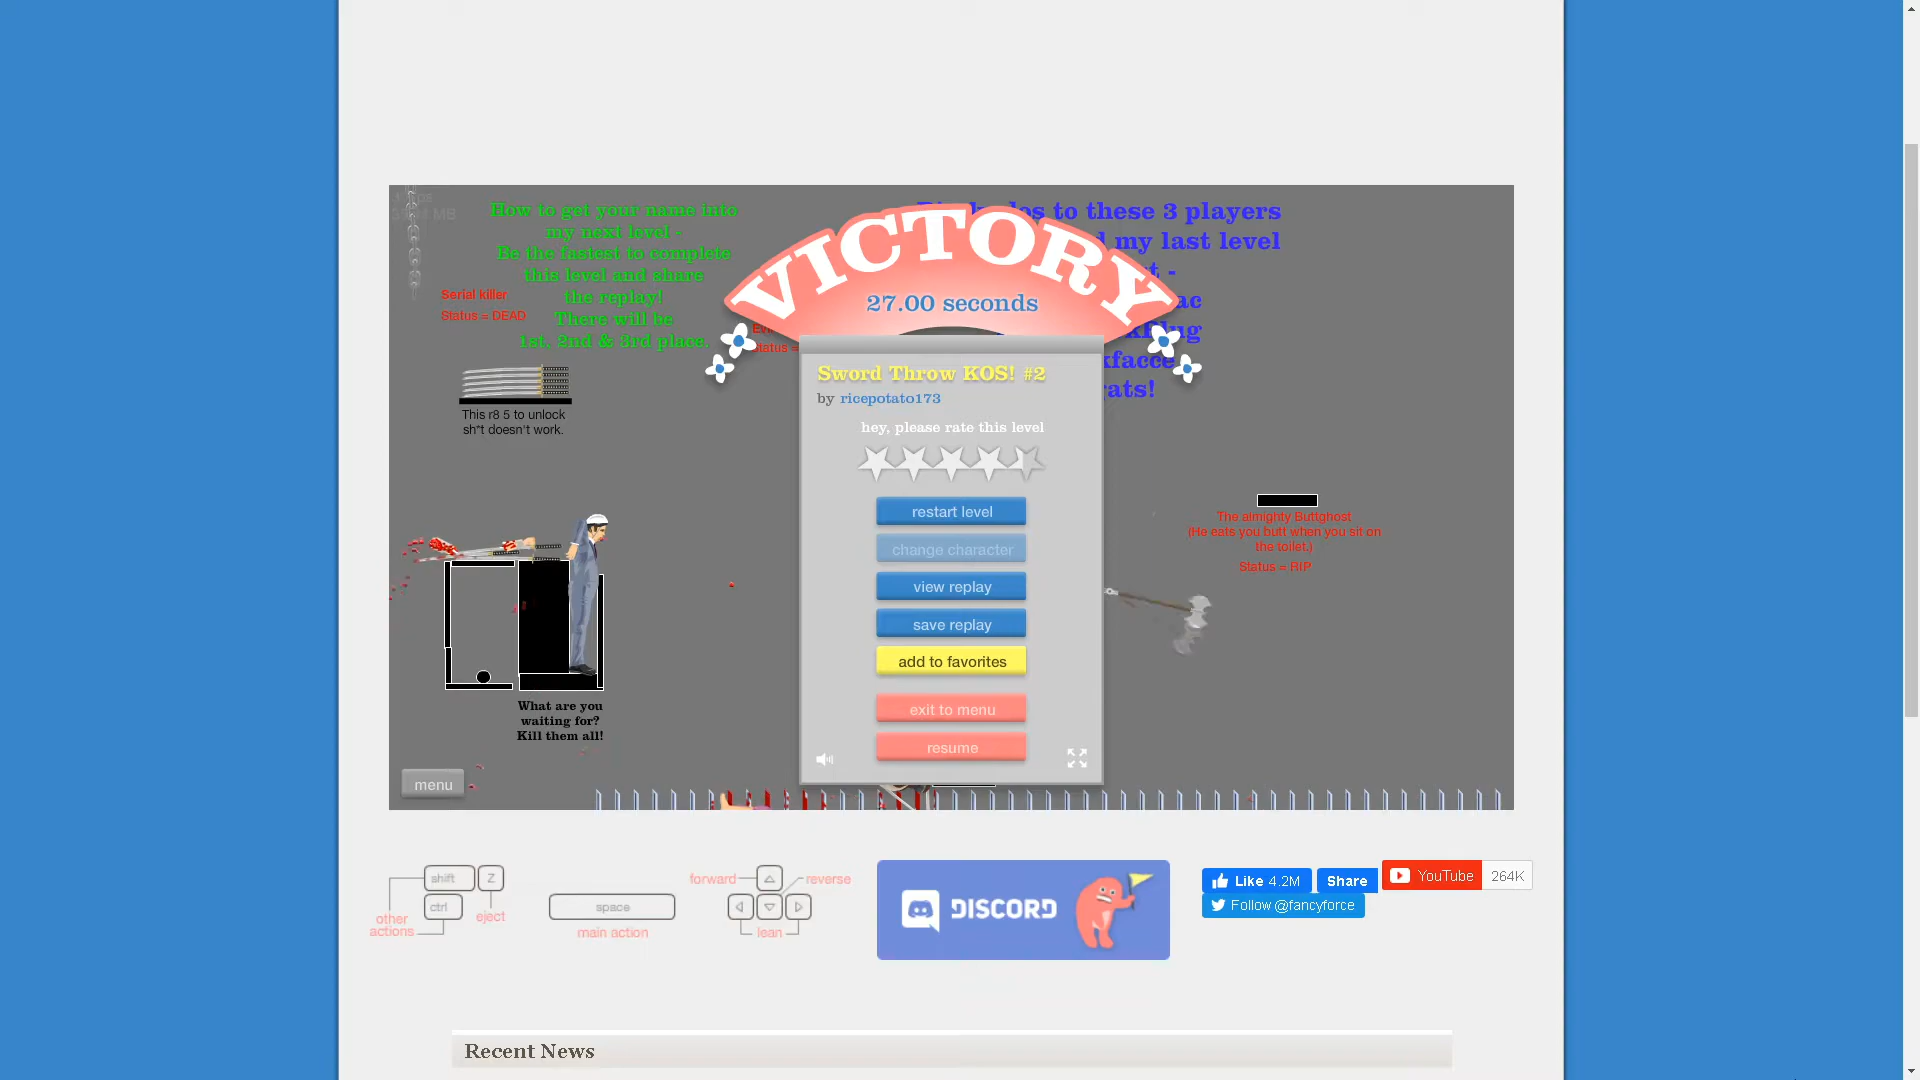 How to get your name into
my next level -
Be the fastest to complete
this level and share
the replay!
There will be
1st, 2nd & 3rd place.
Serial killer
Status = DEAD
This r8 5 to unlock
sh*t doesn't work.
to these 3 players
my last level
VICTORY
27.00 seconds
Sword Throw KOS! #2
by ricepotato173
hey, please rate this level
restart level
change character
view replay
save replay
add to favorites
exit to menu
resume
The almighty Buttghost
(He eats you butt when you sit on
the toilet.)
Status = RIP
What are you
waiting for?
Kill them all!
menu
shift
Z
ctrl
eject
other
actions
space
main action
forward
reverse
lean
DISCORD
Like 4.2M
Share
YouTube
264K
Follow @fancyforce
Recent News